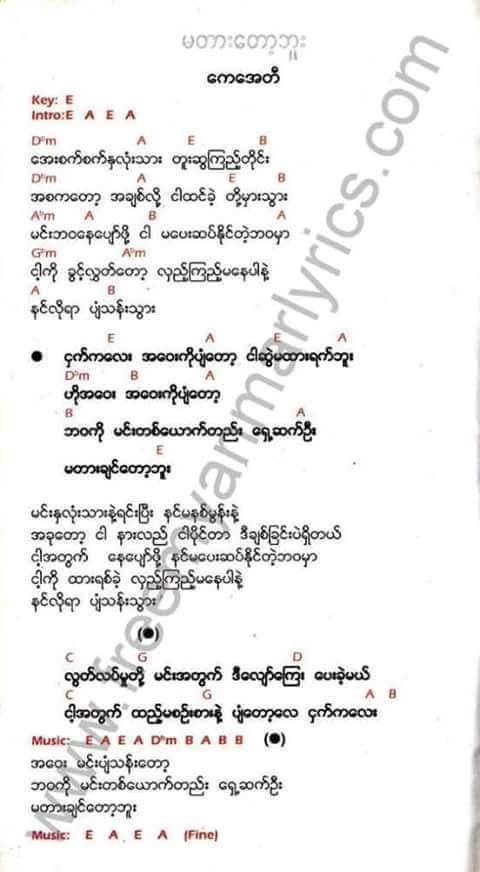 မတားတော့ဘူး
ကေအေတီ
Key: E
Intro:E A E A
Dᵇm A E B
အေးစက်စက်နှလုံးသား တူးဆွကြည့်တိုင်း
Dᵇm A E B
အစကတော့ အချစ်လို့ ငါထင်ခဲ့ တို့မှားသွား
Aᵇm A B A
မင်းဘဝနေပျော်ဖို့ ငါ မပေးဆပ်နိုင်တဲ့ဘဝမှာ
Gᵇm Aᵇm
ငါ့ကို ခွင့်လွှတ်တော့ လှည့်ကြည့်မနေပါနဲ့
A B
နင်လိုရာ ပျံသန်းသွား
E A E A
● ငှက်ကလေး အဝေးကိုပျံတော့ ငါဆွဲမထားရက်ဘူး
Dᵇm B A
ဟိုအဝေး အဝေးကိုပျံတော့
B A
ဘဝကို မင်းတစ်ယောက်တည်း ရှေ့ဆက်ဦး
E
မတားချင်တော့ဘူး
မင်းနှလုံးသားနဲ့ရင်းပြီး နင်မနစ်မွန်းနဲ့
အခုတော့ ငါ နားလည် ငါပိုင်တာ ဒီချစ်ခြင်းပဲရှိတယ်
ငါ့အတွက် နေပျော်ဖို့ နင်မပေးဆပ်နိုင်တဲ့ဘဝမှာ
ငါ့ကို ထားရစ်ခဲ့ လှည့်ကြည့်မနေပါနဲ့
နင်လိုရာ ပျံသန်းသွား
(●)
C G D
လွတ်လပ်မှုတို့ မင်းအတွက် ဒီလျော်ကြေး ပေးခဲ့မယ်
C G A B
ငါ့အတွက် ထည့်မစဉ်းစားနဲ့ ပျံတော့လေ ငှက်ကလေး
Music: E A E A Dᵇm B A B B (●)
အဝေး မင်းပျံသန်းတော့
ဘဝကို မင်းတစ်ယောက်တည်း ရှေ့ဆက်ဦး
မတားချင်တော့ဘူး
Music: E A E A (Fine)
www.freemyanmarlyrics.com